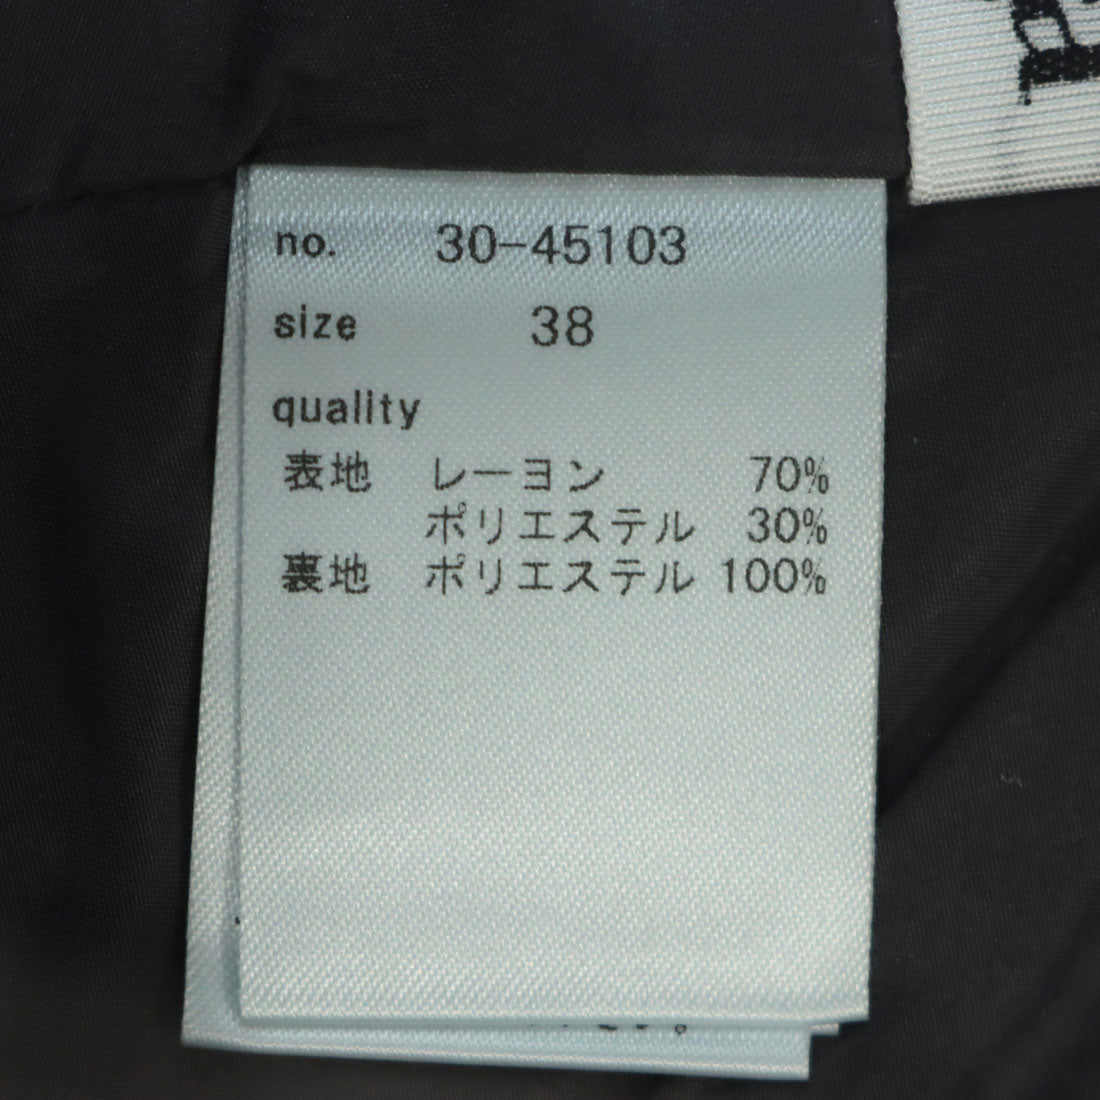 no. 30-45103
size 38
quality
表地 レーヨン 70%
ポリエステル 30%
裏地 ポリエステル 100%